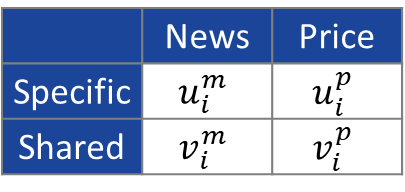 News Price
Specific $u_i^m$ $u_i^p$
Shared $v_i^m$ $v_i^p$